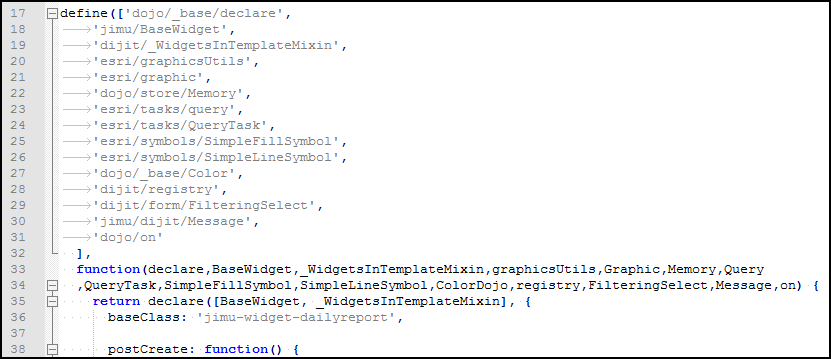 17 define(['dojo/_base/declare',
18 'jimu/BaseWidget',
19 'dijit/_WidgetsInTemplateMixin',
20 'esri/graphicsUtils',
21 'esri/graphic',
22 'dojo/store/Memory',
23 'esri/tasks/query',
24 'esri/tasks/QueryTask',
25 'esri/symbols/SimpleFillSymbol',
26 'esri/symbols/SimpleLineSymbol',
27 'dojo/_base/Color',
28 'dijit/registry',
29 'dijit/form/FilteringSelect',
30 'jimu/dijit/Message',
31 'dojo/on'
32 ],
33 function(declare,BaseWidget,_WidgetsInTemplateMixin,graphicsUtils,Graphic,Memory,Query
34 ,QueryTask,SimpleFillSymbol,SimpleLineSymbol,ColorDojo,registry,FilteringSelect,Message,on) {
35 return declare([BaseWidget, _WidgetsInTemplateMixin], {
36 baseClass: 'jimu-widget-dailyreport',
37
38 postCreate: function() {